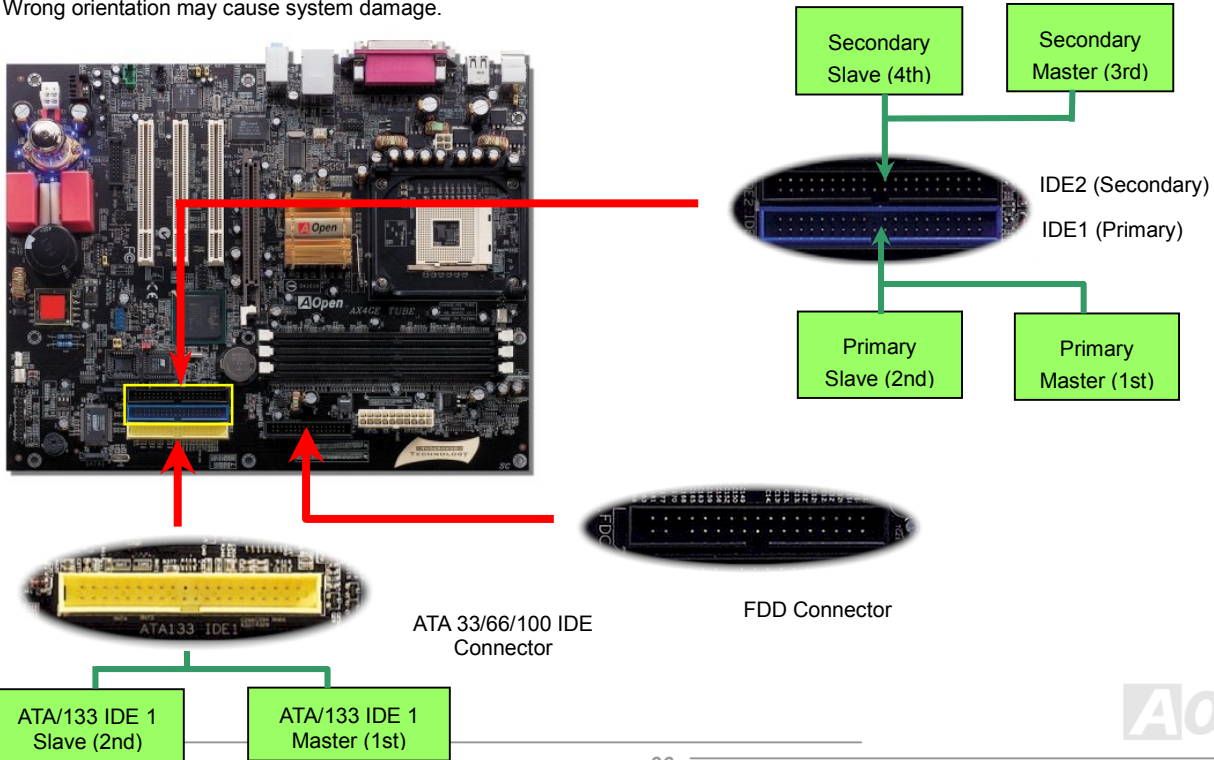 Wrong orientation may cause system damage.
Secondary
Slave (4th)
Secondary
Master (3rd)
IDE2 (Secondary)
IDE1 (Primary)
Primary
Slave (2nd)
Primary
Master (1st)
AOpen
AOpen
AX4GE TUBE
TECHNOLOGY
SC
FDD Connector
ATA133 IDE1
ATA 33/66/100 IDE
Connector
ATA/133 IDE 1
Slave (2nd)
ATA/133 IDE 1
Master (1st)